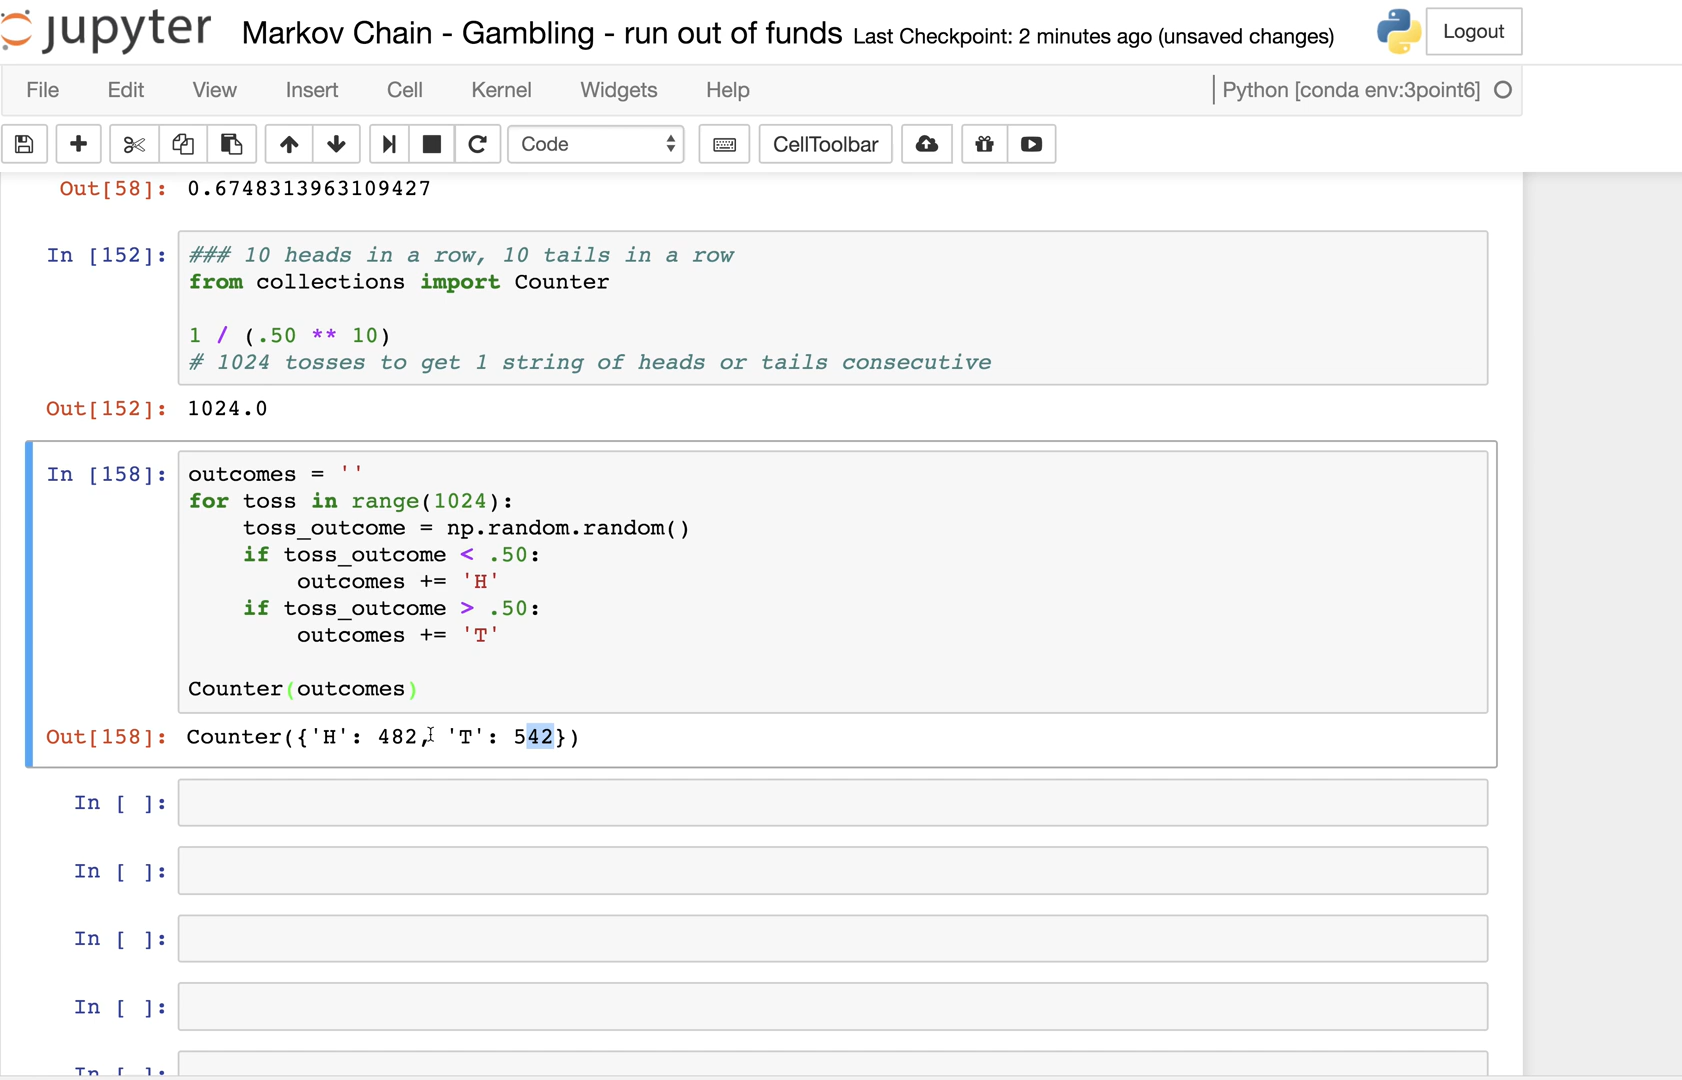 jupyter Markov Chain - Gambling - run out of funds Last Checkpoint: 2 minutes ago (unsaved changes) Logout
File Edit View Insert Cell Kernel Widgets Help Python [conda env:3point6]
Code CellToolbar
Out[58]: 0.6748313963109427
In [152]: ### 10 heads in a row, 10 tails in a row
from collections import Counter
1 / (.50 ** 10)
# 1024 tosses to get 1 string of heads or tails consecutive
Out[152]: 1024.0
In [158]: outcomes = ''
for toss in range(1024):
    toss_outcome = np.random.random()
    if toss_outcome < .50:
        outcomes += 'H'
    if toss_outcome > .50:
        outcomes += 'T'
Counter(outcomes)
Out[158]: Counter({'H': 482, 'T': 542})
In [ ]:
In [ ]:
In [ ]:
In [ ]:
In [ ]: